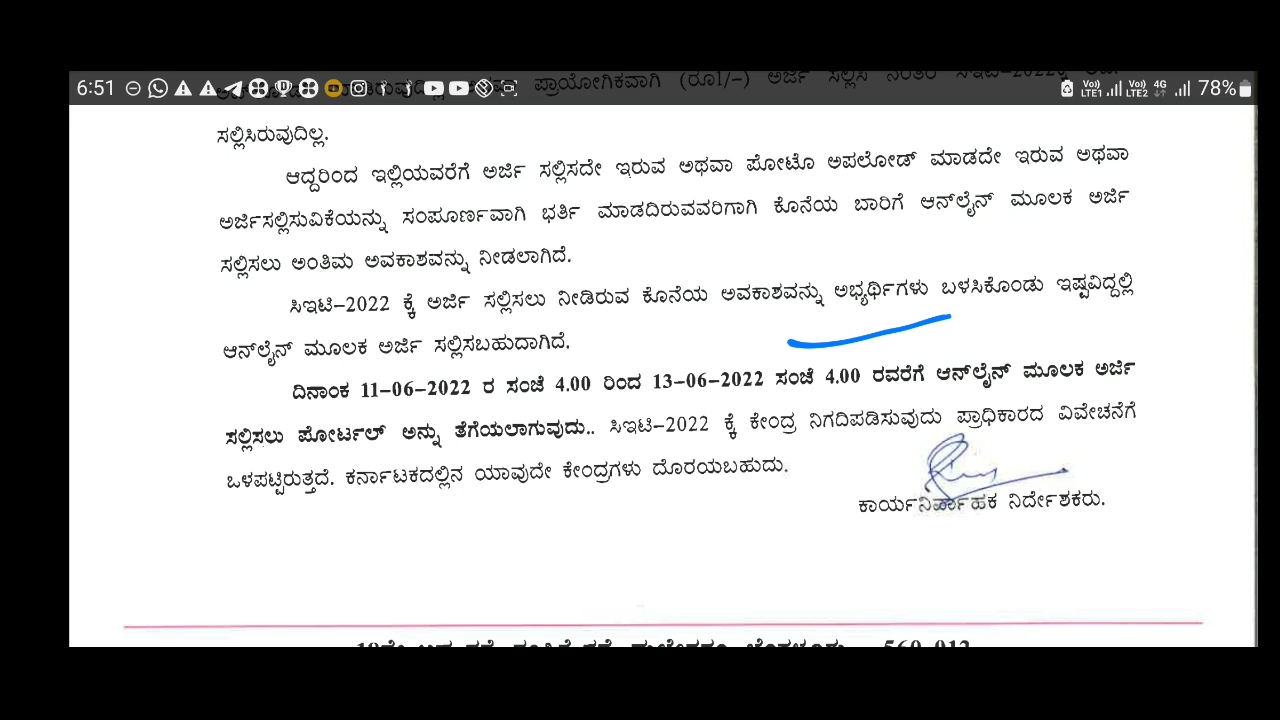 6:51 78%
ಪ್ರಾಯೋಗಿಕವಾಗಿ (ರೂ1/-) ಅರ್ಜಿ ಸಲ್ಲಿಸಿ ನಂತರ
ಸಲ್ಲಿಸಿರುವುದಿಲ್ಲ.
ಆದ್ದರಿಂದ ಇಲ್ಲಿಯವರೆಗೆ ಅರ್ಜಿ ಸಲ್ಲಿಸದೇ ಇರುವ ಅಥವಾ ಪೋಟೊ ಅಪಲೋಡ್ ಮಾಡದೇ ಇರುವ ಅಥವಾ
ಅರ್ಜಿಸಲ್ಲಿಸುವಿಕೆಯನ್ನು ಸಂಪೂರ್ಣವಾಗಿ ಭರ್ತಿ ಮಾಡದಿರುವವರಿಗಾಗಿ ಕೊನೆಯ ಬಾರಿಗೆ ಆನ್‌ಲೈನ್ ಮೂಲಕ ಅರ್ಜಿ
ಸಲ್ಲಿಸಲು ಅಂತಿಮ ಅವಕಾಶವನ್ನು ನೀಡಲಾಗಿದೆ.
ಸಿಇಟಿ-2022 ಕ್ಕೆ ಅರ್ಜಿ ಸಲ್ಲಿಸಲು ನೀಡಿರುವ ಕೊನೆಯ ಅವಕಾಶವನ್ನು ಅಭ್ಯರ್ಥಿಗಳು ಬಳಸಿಕೊಂಡು ಇಷ್ಟವಿದ್ದಲ್ಲಿ
ಆನ್‌ಲೈನ್ ಮೂಲಕ ಅರ್ಜಿ ಸಲ್ಲಿಸಬಹುದಾಗಿದೆ.
ದಿನಾಂಕ 11-06-2022 ರ ಸಂಜೆ 4.00 ರಿಂದ 13-06-2022 ಸಂಜೆ 4.00 ರವರೆಗೆ ಆನ್‌ಲೈನ್ ಮೂಲಕ ಅರ್ಜಿ
ಸಲ್ಲಿಸಲು ಪೋರ್ಟಲ್ ಅನ್ನು ತೆಗೆಯಲಾಗುವುದು.. ಸಿಇಟಿ-2022 ಕ್ಕೆ ಕೇಂದ್ರ ನಿಗದಿಪಡಿಸುವುದು ಪ್ರಾಧಿಕಾರದ ವಿವೇಚನೆಗೆ
ಒಳಪಟ್ಟಿರುತ್ತದೆ. ಕರ್ನಾಟಕದಲ್ಲಿನ ಯಾವುದೇ ಕೇಂದ್ರಗಳು ದೊರಯಬಹುದು.
ಕಾರ್ಯನಿರ್ವಾಹಕ ನಿರ್ದೇಶಕರು.